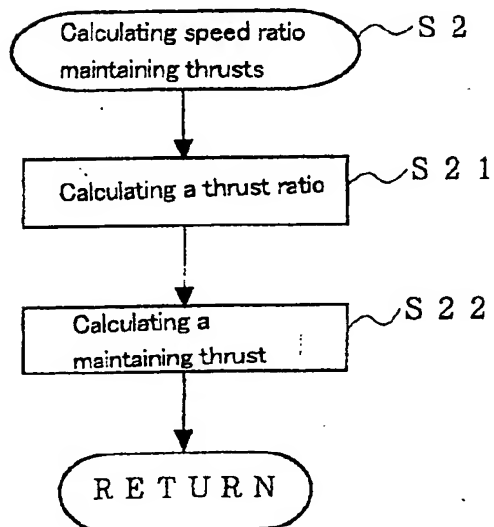 Calculating speed ratio
maintaining thrusts
S 2
Calculating a thrust ratio
S 2 1
Calculating a
maintaining thrust
S 2 2
R E T U R N